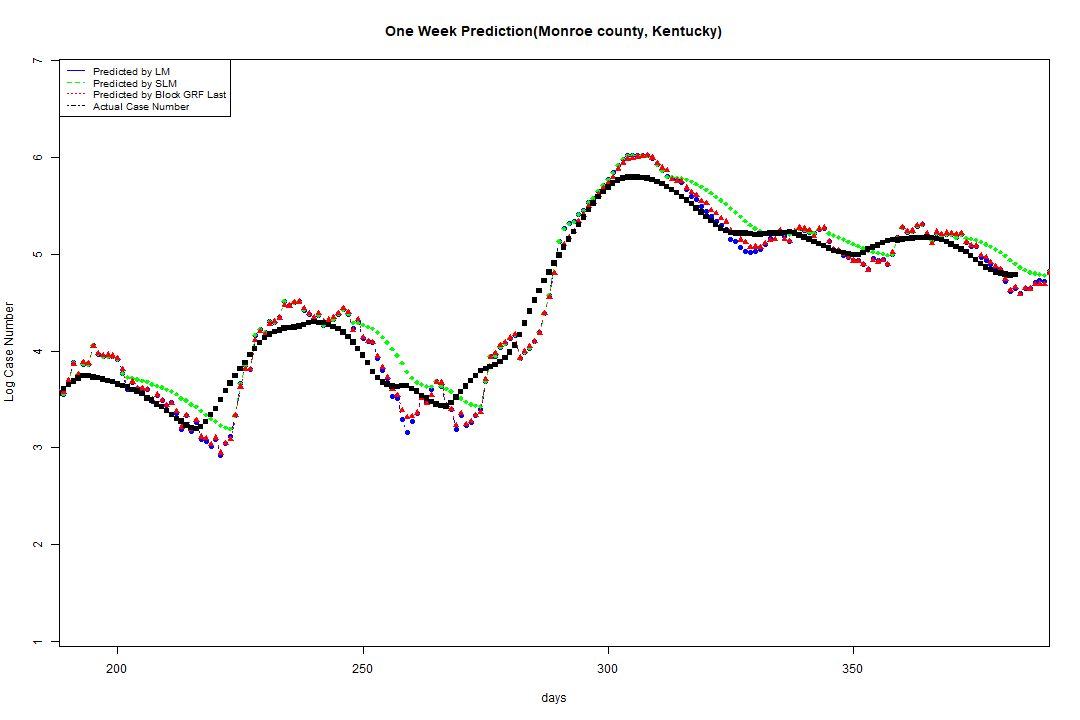 One Week Prediction(Monroe county, Kentucky)
Predicted by LM
Predicted by SLM
Predicted by Block GRF Last
Actual Case Number
7
6
5
4
3
2
1
Log Case Number
200 250 300 350
days